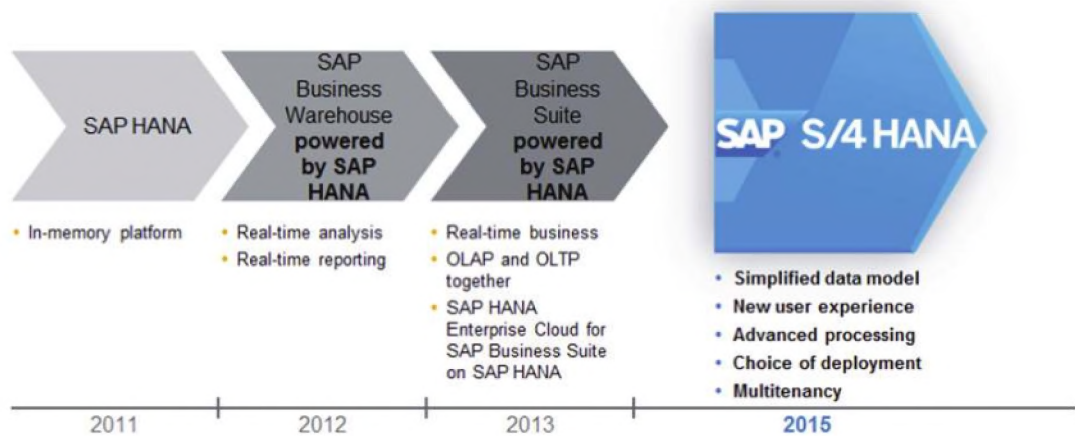 SAP HANA
SAP
Business
Warehouse
powered
by SAP
HANA
SAP
Business
Suite
powered
by SAP
HANA
SAP S/4 HANA
• In-memory platform
• Real-time analysis
• Real-time reporting
• Real-time business
• OLAP and OLTP
together
• SAP HANA
Enterprise Cloud for
SAP Business Suite
on SAP HANA
• Simplified data model
• New user experience
• Advanced processing
• Choice of deployment
• Multitenancy
2011
2012
2013
2015